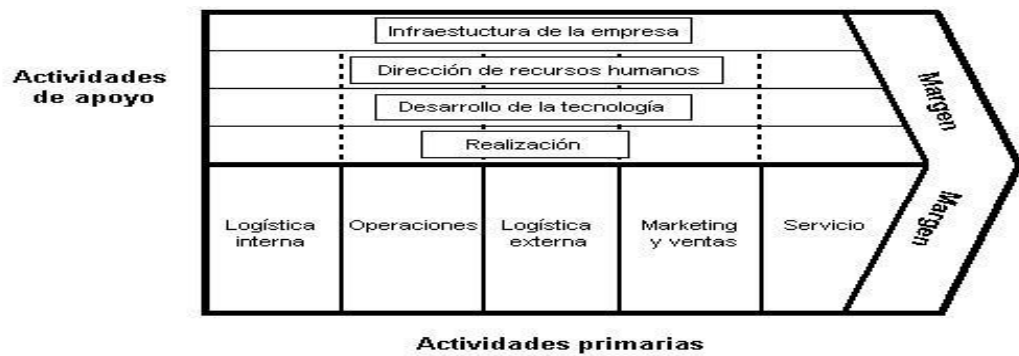 Infraestuctura de la empresa
Actividades
de apoyo
Dirección de recursos humanos
Desarrollo de la tecnología
Realización
Margen
Logística
interna
Operaciones
Logística
externa
Marketing
y ventas
Servicio
Margen
Actividades primarias